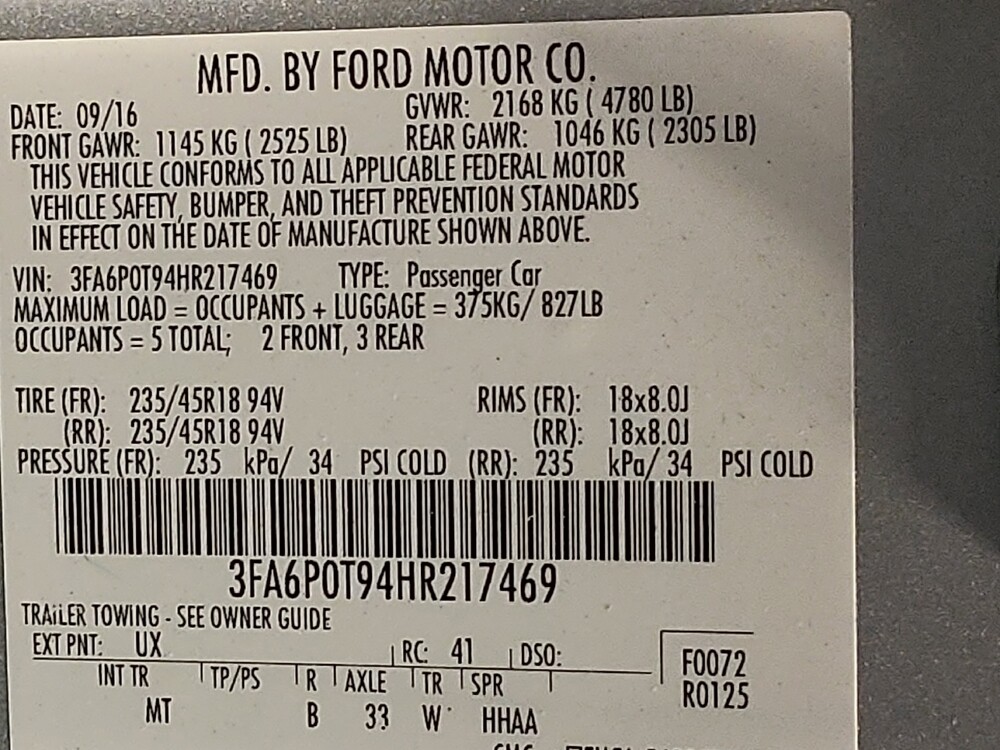 MFD. BY FORD MOTOR CO.
DATE: 09/16 GVWR: 2168 KG ( 4780 LB)
FRONT GAWR: 1145 KG ( 2525 LB) REAR GAWR: 1046 KG ( 2305 LB)
THIS VEHICLE CONFORMS TO ALL APPLICABLE FEDERAL MOTOR
VEHICLE SAFETY, BUMPER, AND THEFT PREVENTION STANDARDS
IN EFFECT ON THE DATE OF MANUFACTURE SHOWN ABOVE.
VIN: 3FA6P0T94HR217469 TYPE: Passenger Car
MAXIMUM LOAD = OCCUPANTS + LUGGAGE = 375KG/ 827LB
OCCUPANTS = 5 TOTAL; 2 FRONT, 3 REAR
TIRE (FR): 235/45R18 94V RIMS (FR): 18x8.0J
(RR): 235/45R18 94V (RR): 18x8.0J
PRESSURE (FR): 235 kPa/ 34 PSI COLD (RR): 235 kPa/ 34 PSI COLD
3FA6P0T94HR217469
TRAILER TOWING - SEE OWNER GUIDE
EXT PNT: UX RC: 41 DSO: F0072
INT TR TP/PS R AXLE TR SPR R0125
MT B 33 W HHAA